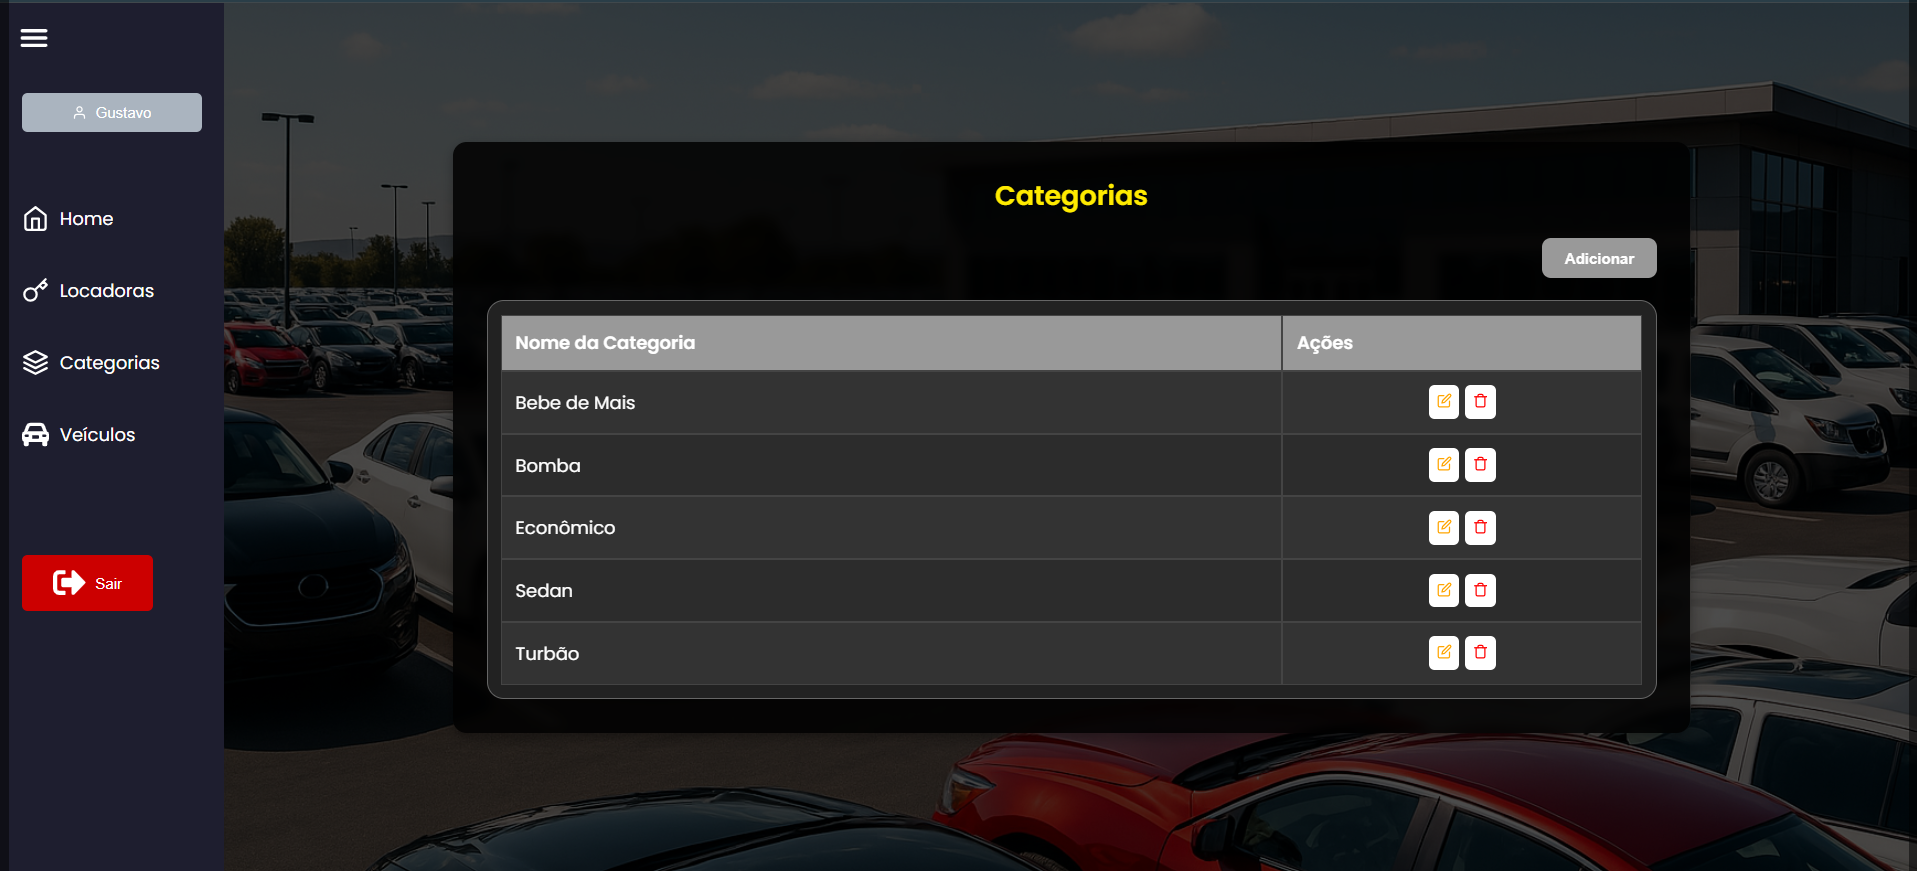 Gustavo
Home
Locadoras
Categorias
Veículos
Sair
Categorias
Adicionar
Nome da Categoria
Ações
Bebe de Mais
Bomba
Econômico
Sedan
Turbão